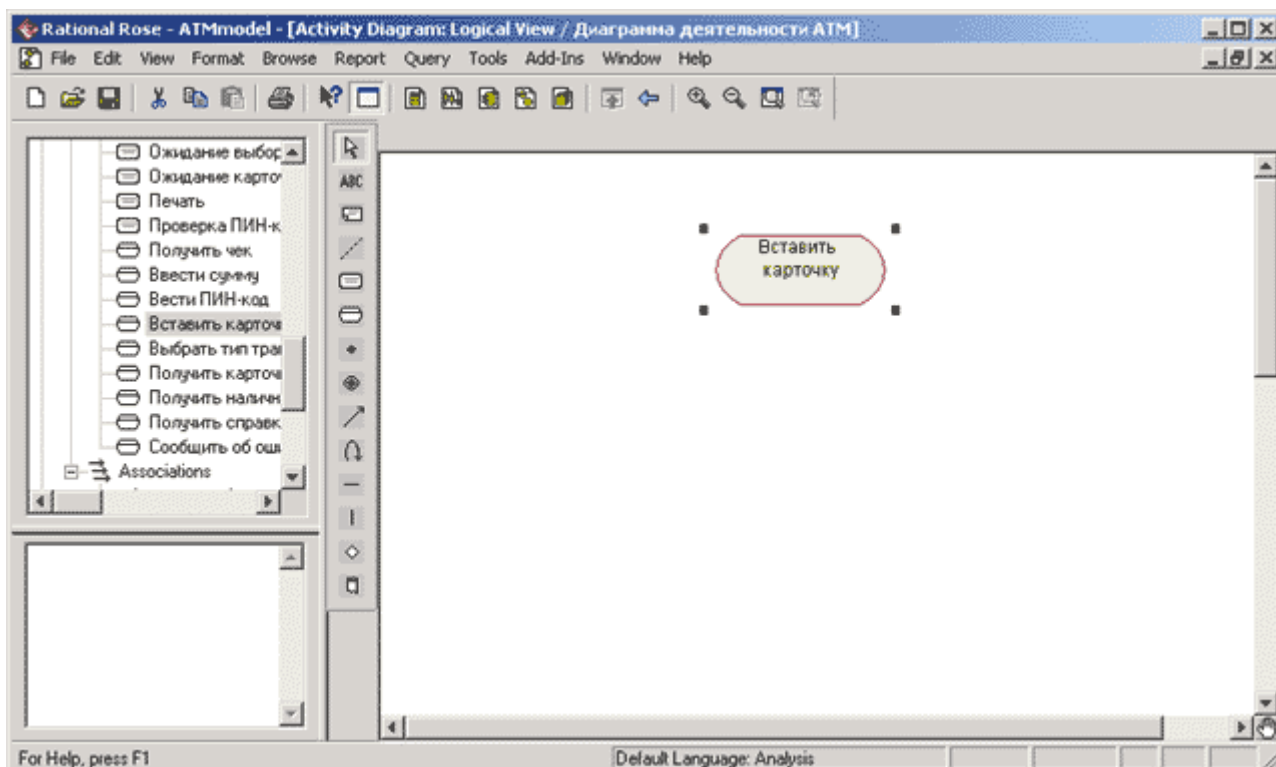 Rational Rose - ATMmodel - [Activity Diagram: Logical View / Диаграмма деятельности ATM]
File Edit View Format Browse Report Query Tools Add-Ins Window Help
Ожидание выбор
Ожидание карто
Печать
Проверка ПИН-к
Получить чек
Ввести сумму
Вести ПИН-код
Вставить карточ
Выбрать тип тран
Получить карточ
Получить наличн
Получить справк
Сообщить об оши
Associations
ABC
Вставить
карточку
For Help, press F1
Default Language: Analysis